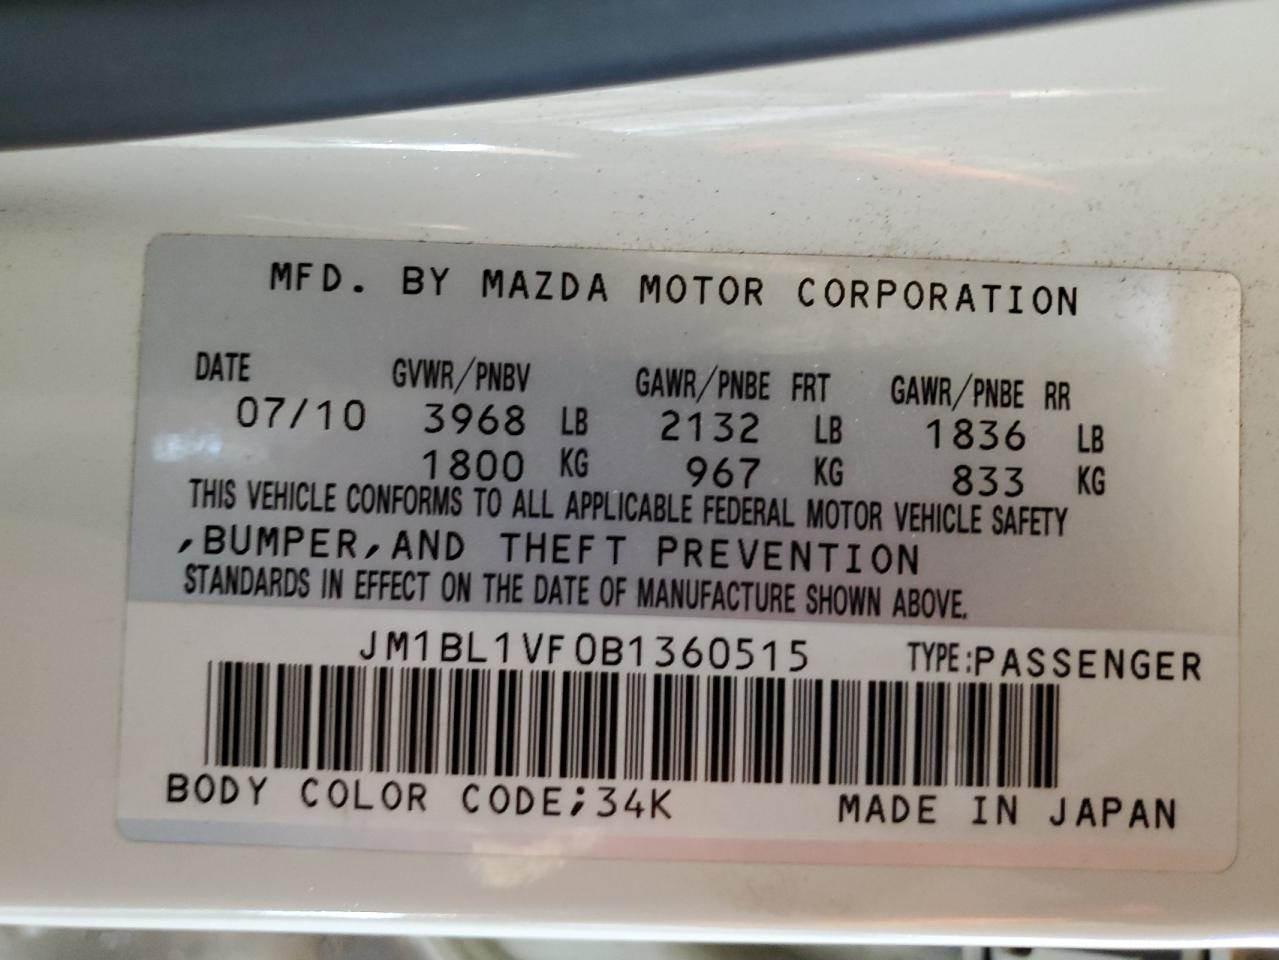 MFD. BY MAZDA MOTOR CORPORATION
DATE GVWR/PNBV GAWR/PNBE FRT GAWR/PNBE RR
07/10 3968 LB 2132 LB 1836 LB
1800 KG 967 KG 833 KG
THIS VEHICLE CONFORMS TO ALL APPLICABLE FEDERAL MOTOR VEHICLE SAFETY
,BUMPER,AND THEFT PREVENTION
STANDARDS IN EFFECT ON THE DATE OF MANUFACTURE SHOWN ABOVE.
JM1BL1VF0B1360515 TYPE:PASSENGER
BODY COLOR CODE;34K MADE IN JAPAN